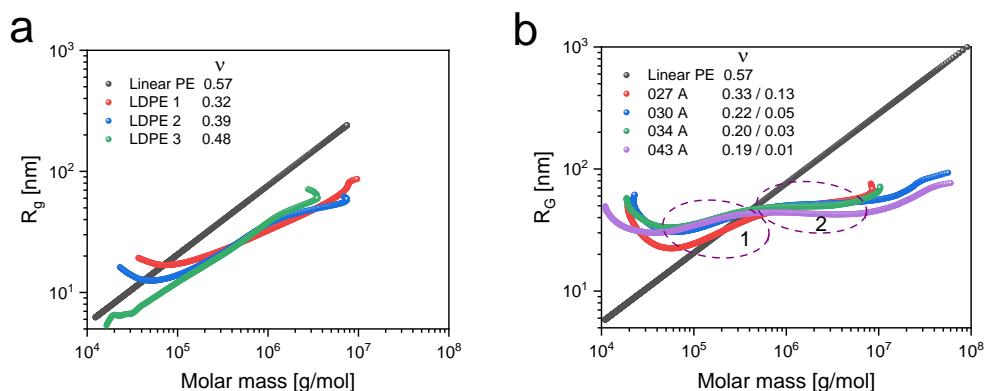 a
R_g [nm]
10³
10²
10¹
ν
Linear PE 0.57
LDPE 1 0.32
LDPE 2 0.39
LDPE 3 0.48
10⁴ 10⁵ 10⁶ 10⁷ 10⁸
Molar mass [g/mol]
b
R_G [nm]
10³
10²
10¹
ν
Linear PE 0.57
027 A 0.33 / 0.13
030 A 0.22 / 0.05
034 A 0.20 / 0.03
043 A 0.19 / 0.01
1
2
10⁴ 10⁵ 10⁶ 10⁷ 10⁸
Molar mass [g/mol]